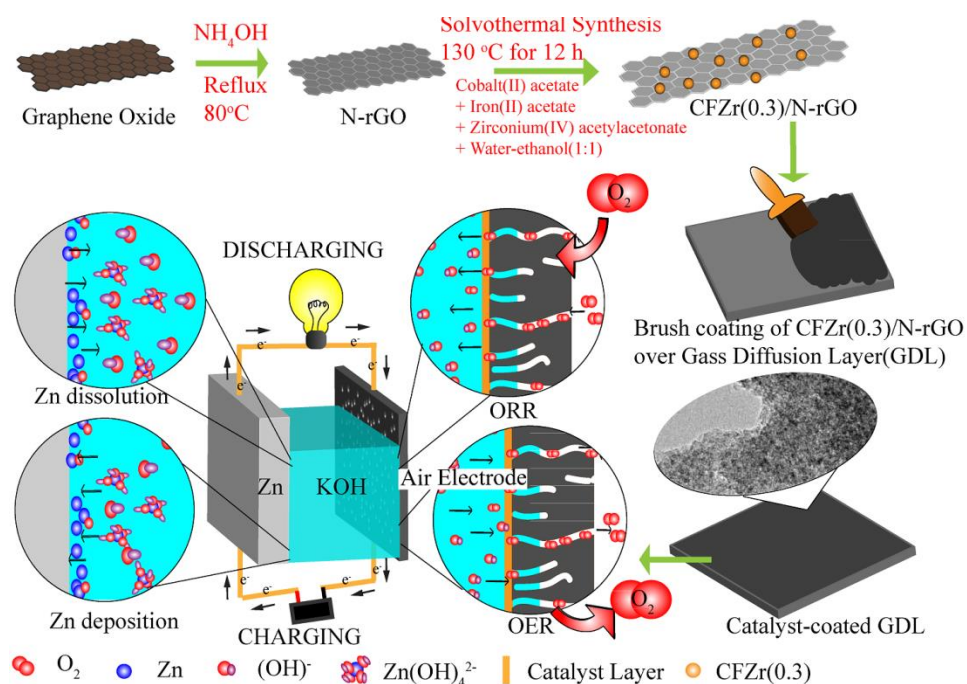 NH₄OH
Reflux
80°C
Graphene Oxide
N-rGO
Solvothermal Synthesis
130 °C for 12 h
Cobalt(II) acetate
+ Iron(II) acetate
+ Zirconium(IV) acetylacetonate
+ Water-ethanol(1:1)
CFZr(0.3)/N-rGO
Brush coating of CFZr(0.3)/N-rGO
over Gass Diffusion Layer(GDL)
Catalyst-coated GDL
O₂
DISCHARGING
e⁻
e⁻
e⁻
e⁻
Zn dissolution
ORR
Zn
KOH
Air Electrode
Zn deposition
e⁻
e⁻
e⁻
e⁻
CHARGING
OER
O₂
O₂
Zn
(OH)⁻
Zn(OH)₄²⁻
Catalyst Layer
CFZr(0.3)